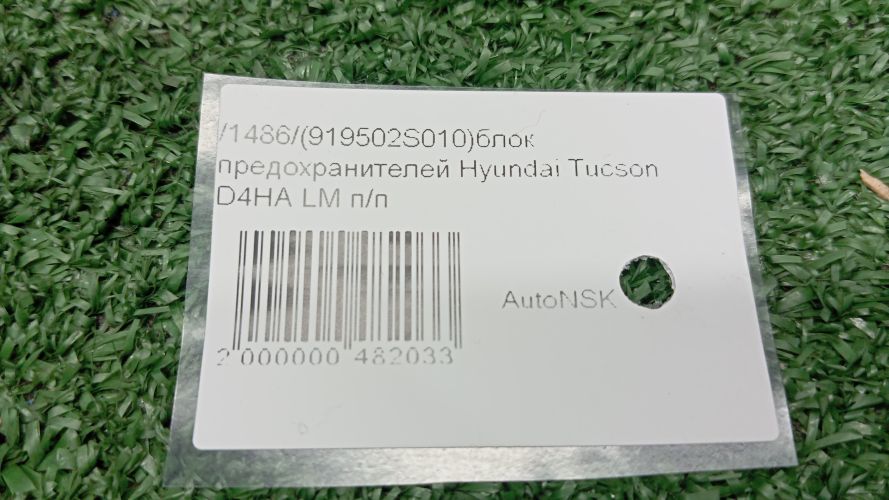 /1486/(919502S010)блок
предохранителей Hyundai Tucson
D4HA LM п/п
AutoNSK
2 000000 482033